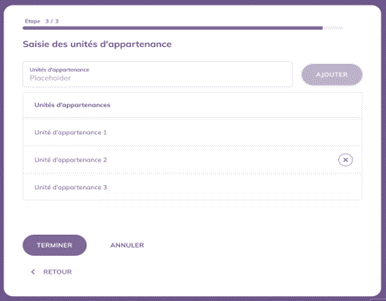 Etape 3 / 3
Saisie des unités d'appartenance
Unités d'appartenance
Placeholder
AJOUTER
Unités d'appartenances
Unité d'appartenance 1
Unité d'appartenance 2
Unité d'appartenance 3
TERMINER ANNULER
RETOUR